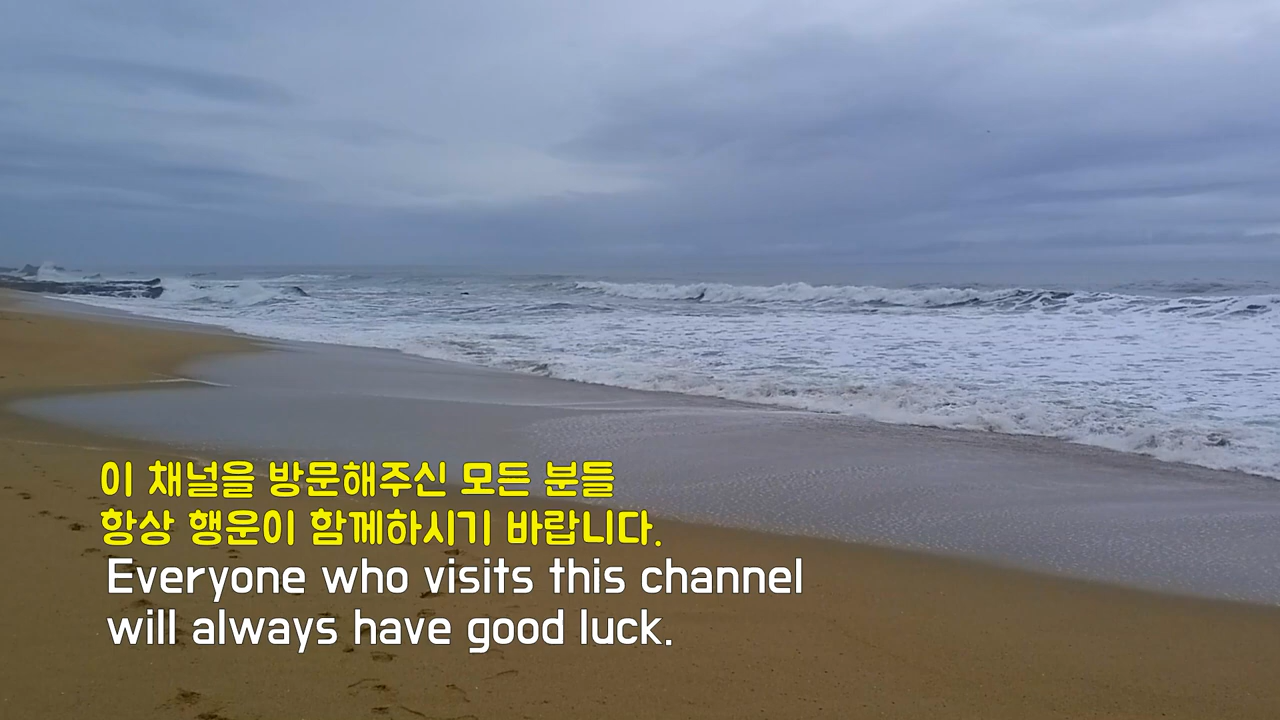 이 채널을 방문해주신 모든 분들
항상 행운이 함께하시기 바랍니다.
Everyone who visits this channel
will always have good luck.